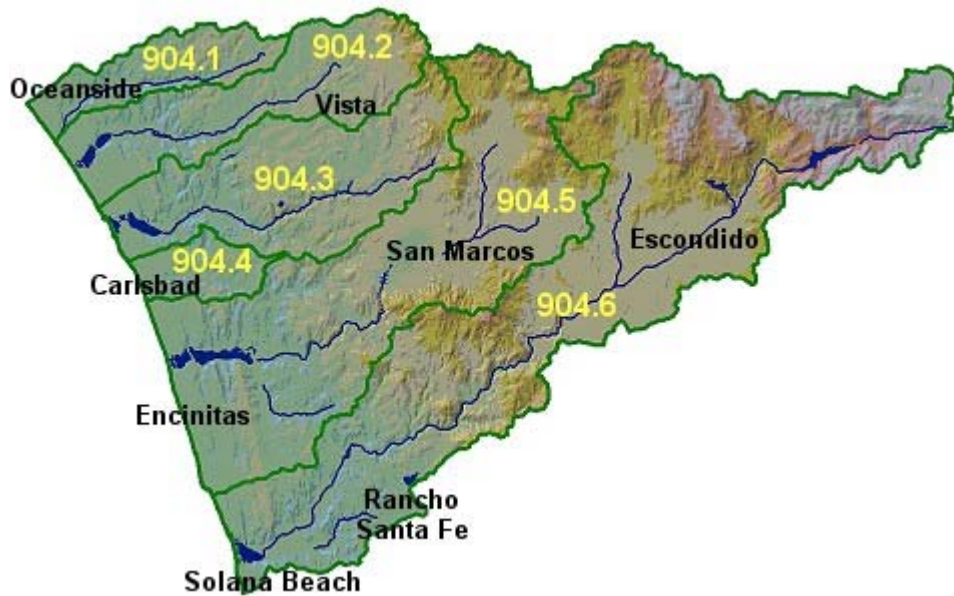 904.1
904.2
Oceanside
Vista
904.3
904.5
Escondido
San Marcos
904.4
Carlsbad
904.6
Encinitas
Rancho
Santa Fe
Solana Beach